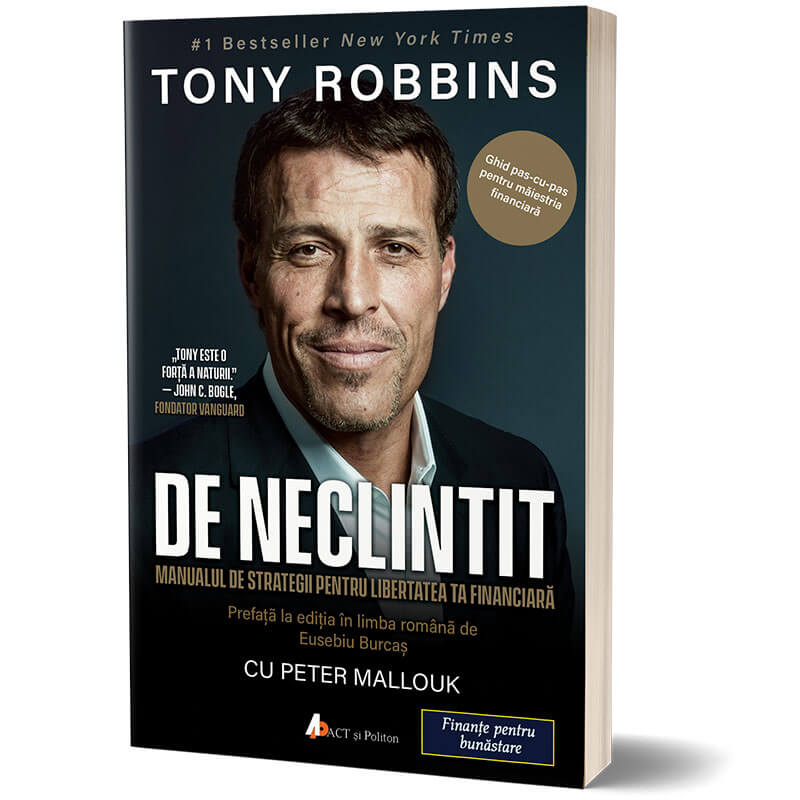 #1 Bestseller New York Times
TONY ROBBINS
Ghid pas-cu-pas
pentru măiestria
financiară
„TONY ESTE O
FORȚĂ A NATURII.”
— JOHN C. BOGLE,
FONDATOR VANGUARD
DE NECLINTIT
MANUALUL DE STRATEGII PENTRU LIBERTATEA TA FINANCIARĂ
Prefață la ediția în limba română de
Eusebiu Burcaș
CU PETER MALLOUK
AP ACT și Politon
Finanțe pentru
bunăstare